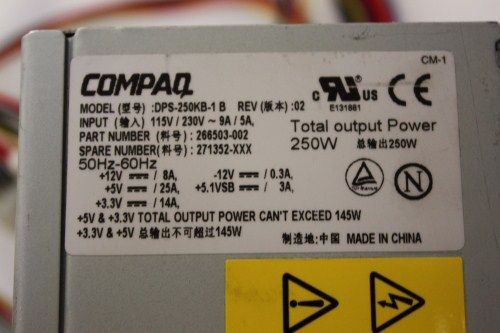 CM-1
COMPAQ
C UL US
E131881
CE
MODEL (型号) :DPS-250KB-1 B REV (版本) :02
INPUT (输入) 115V / 230V ~ 9A / 5A,
PART NUMBER (料号) :266503-002
SPARE NUMBER(料号) :271352-XXX
50Hz-60Hz
Total output Power
250W 总输出250W
+12V ⎓ / 8A, -12V ⎓ / 0.3A,
+5V ⎓ / 25A, +5.1VSB ⎓ / 3A,
+3.3V ⎓ / 14A,
N
+5V & +3.3V TOTAL OUTPUT POWER CAN'T EXCEED 145W
+3.3V & +5V 总输出不可超过145W
制造地:中国 MADE IN CHINA